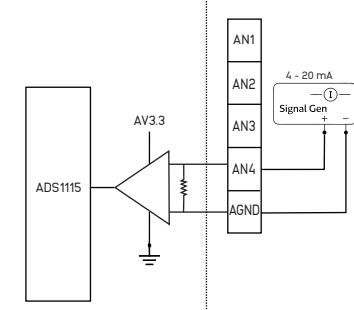 AN1
AN2
4 - 20 mA
I
Signal Gen
+ −
AV3.3
AN3
ADS1115
AN4
AGND